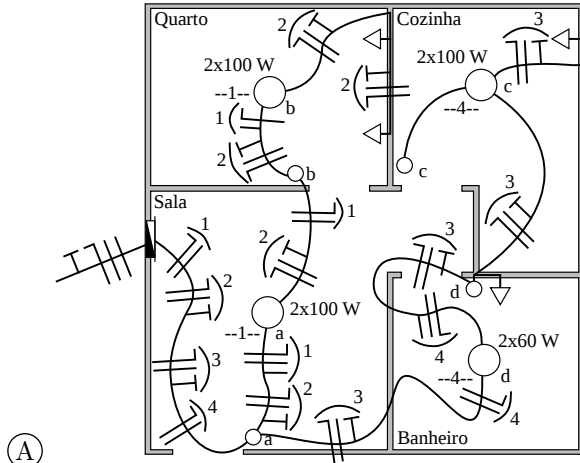 Quarto
Cozinha
2
3
2x100 W
2x100 W
--1--
b
2
c
--4--
1
2
b
c
Sala
3
1
1
2
3
2
d
2x100 W
--1--
a
2x60 W
1
4
3
--4--
d
2
4
3
4
a
Banheiro
A